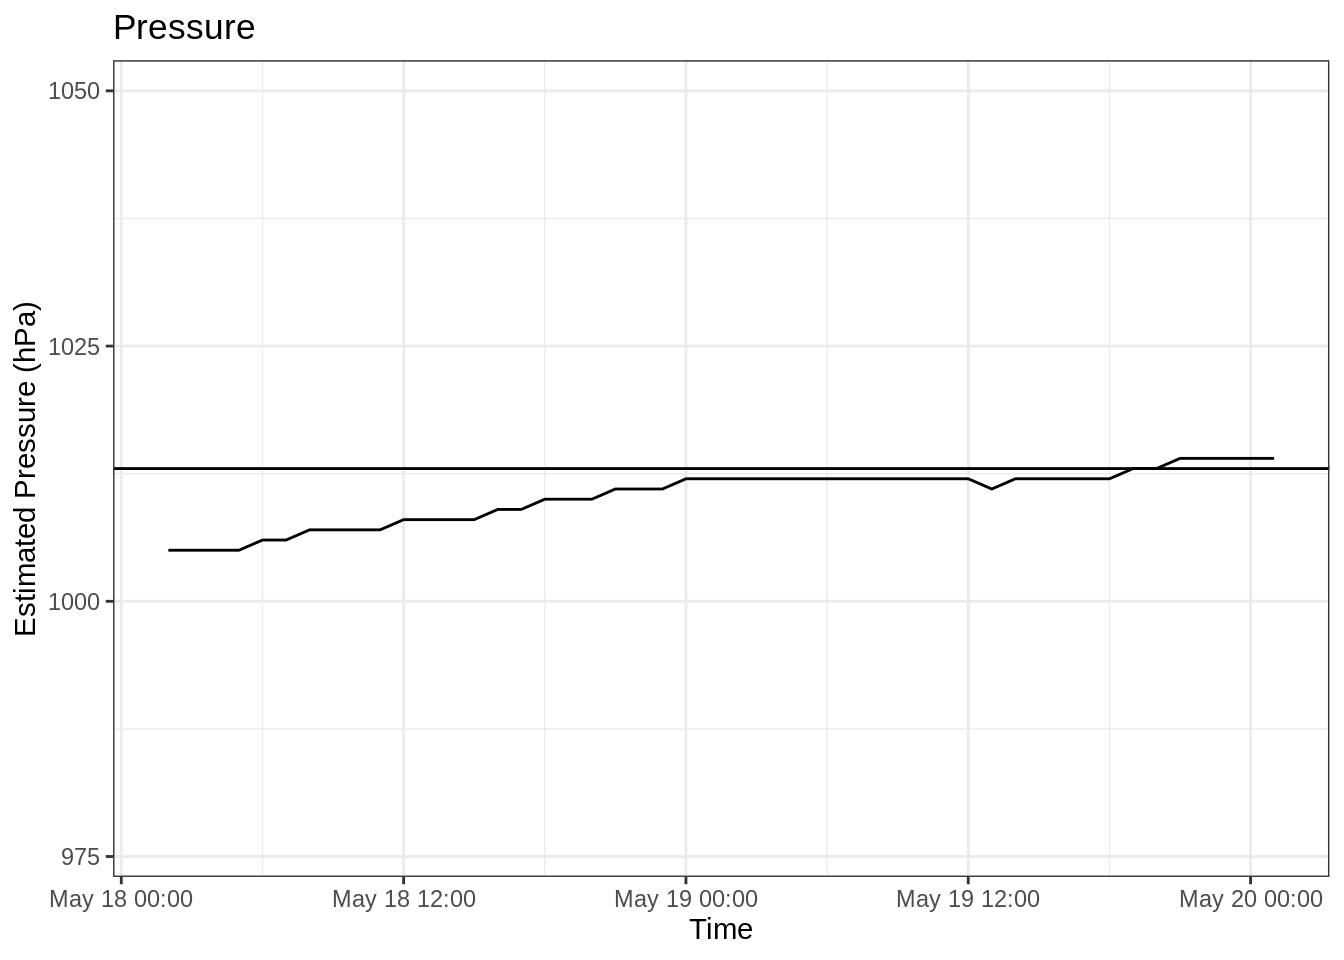 Pressure
Estimated Pressure (hPa)
1050
1025
1000
975
May 18 00:00
May 18 12:00
May 19 00:00
May 19 12:00
May 20 00:00
Time